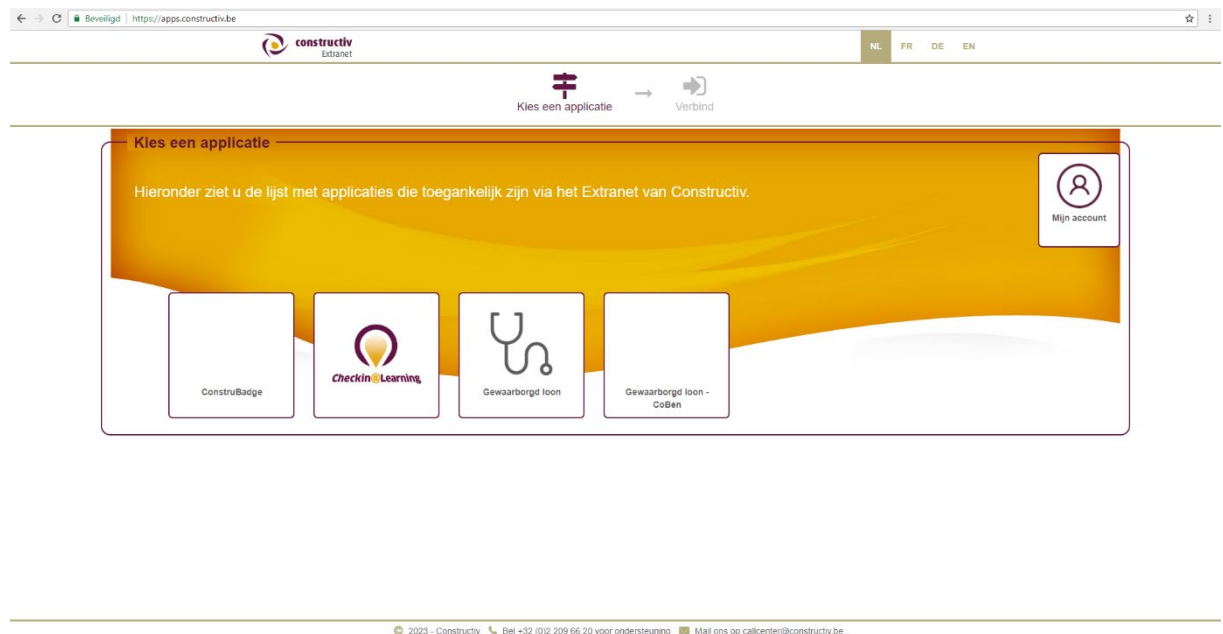 Beveiligd | https://apps.constructiv.be
constructiv
Extranet
NL FR DE EN
Kies een applicatie
Verbind
Kies een applicatie
Hieronder ziet u de lijst met applicaties die toegankelijk zijn via het Extranet van Constructiv.
Mijn account
ConstruBadge
Checkin@Learning
Gewaarborgd loon
Gewaarborgd loon -
CoBen
© 2023 - Constructiv Bel +32 (0)2 209 66 20 voor ondersteuning Mail ons op callcenter@constructiv.be